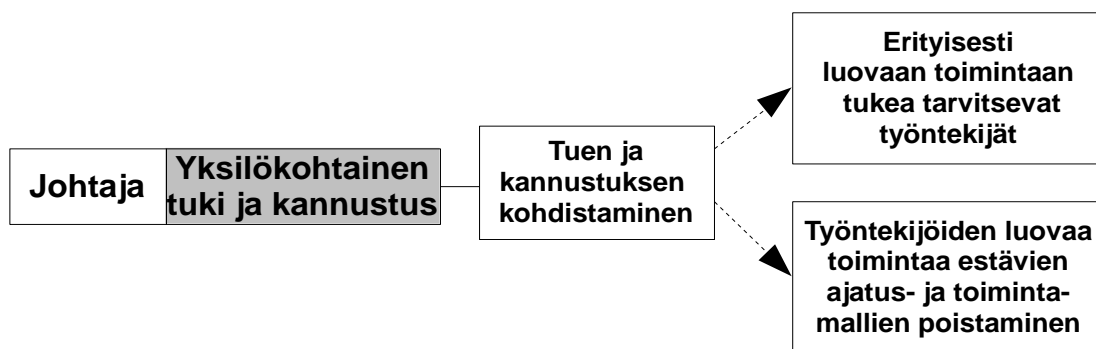 Johtaja
Yksilökohtainen
tuki ja kannustus
Tuen ja
kannustuksen
kohdistaminen
Erityisesti
luovaan toimintaan
tukea tarvitsevat
työntekijät
Työntekijöiden luovaa
toimintaa estävien
ajatus- ja toiminta-
mallien poistaminen